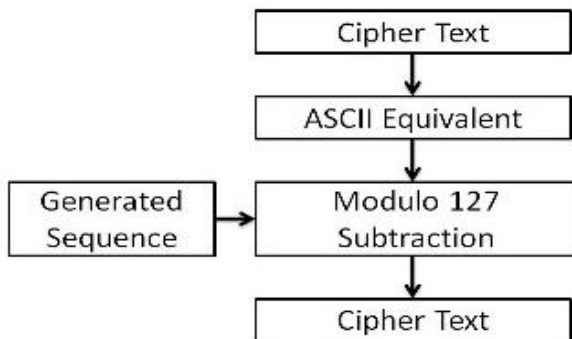 Cipher Text
ASCII Equivalent
Generated
Sequence
Modulo 127
Subtraction
Cipher Text